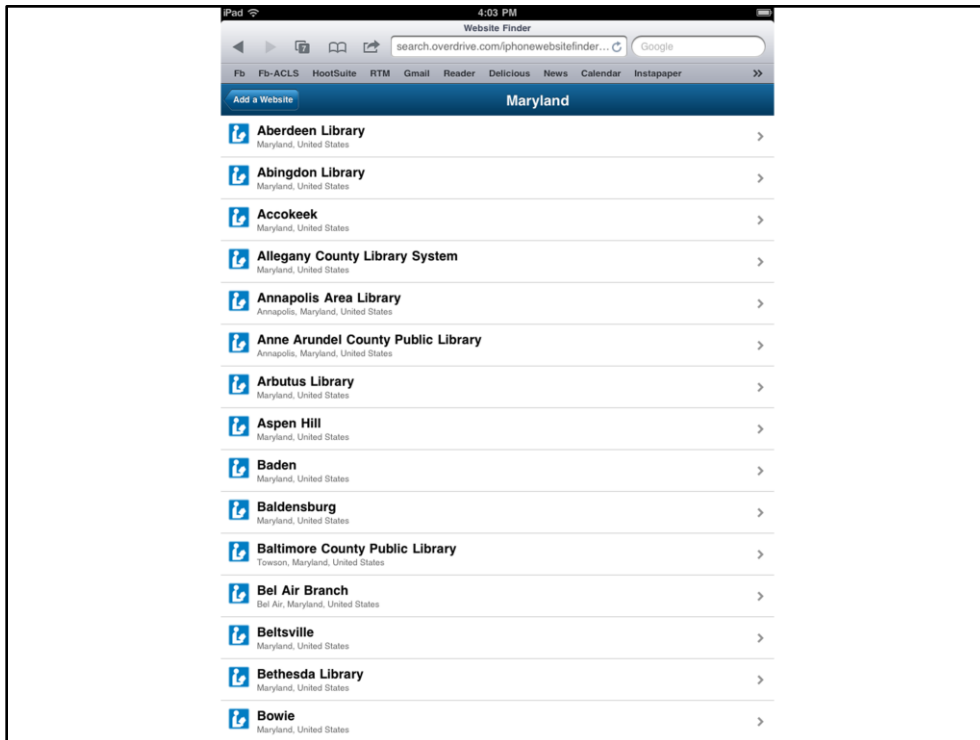 iPad 4:03 PM
Website Finder
7 search.overdrive.com/iphonewebsitefinder... Google
Fb Fb-ACLS HootSuite RTM Gmail Reader Delicious News Calendar Instapaper »
Add a Website Maryland
Aberdeen Library
Maryland, United States
Abingdon Library
Maryland, United States
Accokeek
Maryland, United States
Allegany County Library System
Maryland, United States
Annapolis Area Library
Annapolis, Maryland, United States
Anne Arundel County Public Library
Annapolis, Maryland, United States
Arbutus Library
Maryland, United States
Aspen Hill
Maryland, United States
Baden
Maryland, United States
Baldensburg
Maryland, United States
Baltimore County Public Library
Towson, Maryland, United States
Bel Air Branch
Bel Air, Maryland, United States
Beltsville
Maryland, United States
Bethesda Library
Maryland, United States
Bowie
Maryland, United States